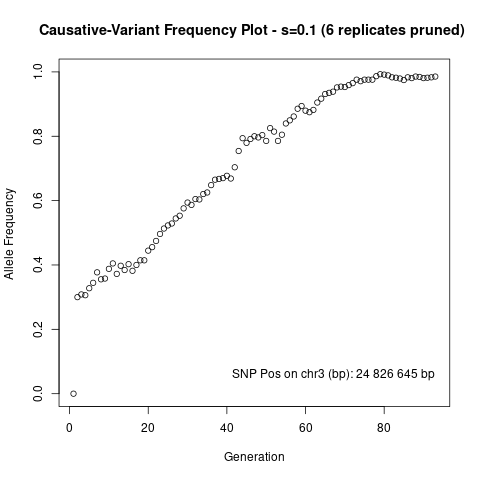 Causative-Variant Frequency Plot - s=0.1 (6 replicates pruned)
Allele Frequency
1.0
0.8
0.6
0.4
0.2
0.0
SNP Pos on chr3 (bp): 24 826 645 bp
0 20 40 60 80
Generation